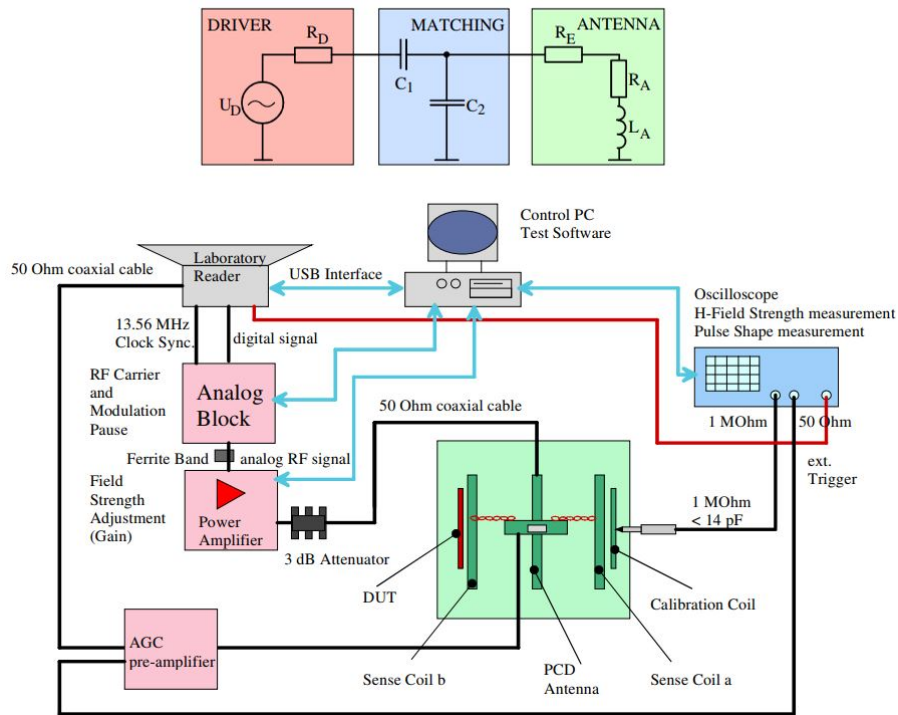 DRIVER
R_D
U_D
MATCHING
C_1
C_2
ANTENNA
R_E
R_A
L_A
Control PC
Test Software
Laboratory
Reader
50 Ohm coaxial cable
USB Interface
Oscilloscope
H-Field Strength measurement
Pulse Shape measurement
13.56 MHz
Clock Sync.
digital signal
RF Carrier
and
Modulation
Pause
Analog
Block
1 MOhm
50 Ohm
50 Ohm coaxial cable
ext.
Trigger
Ferrite Band
analog RF signal
Field
Strength
Adjustment
(Gain)
Power
Amplifier
3 dB Attenuator
1 MOhm
< 14 pF
DUT
Calibration Coil
AGC
pre-amplifier
Sense Coil b
PCD
Antenna
Sense Coil a